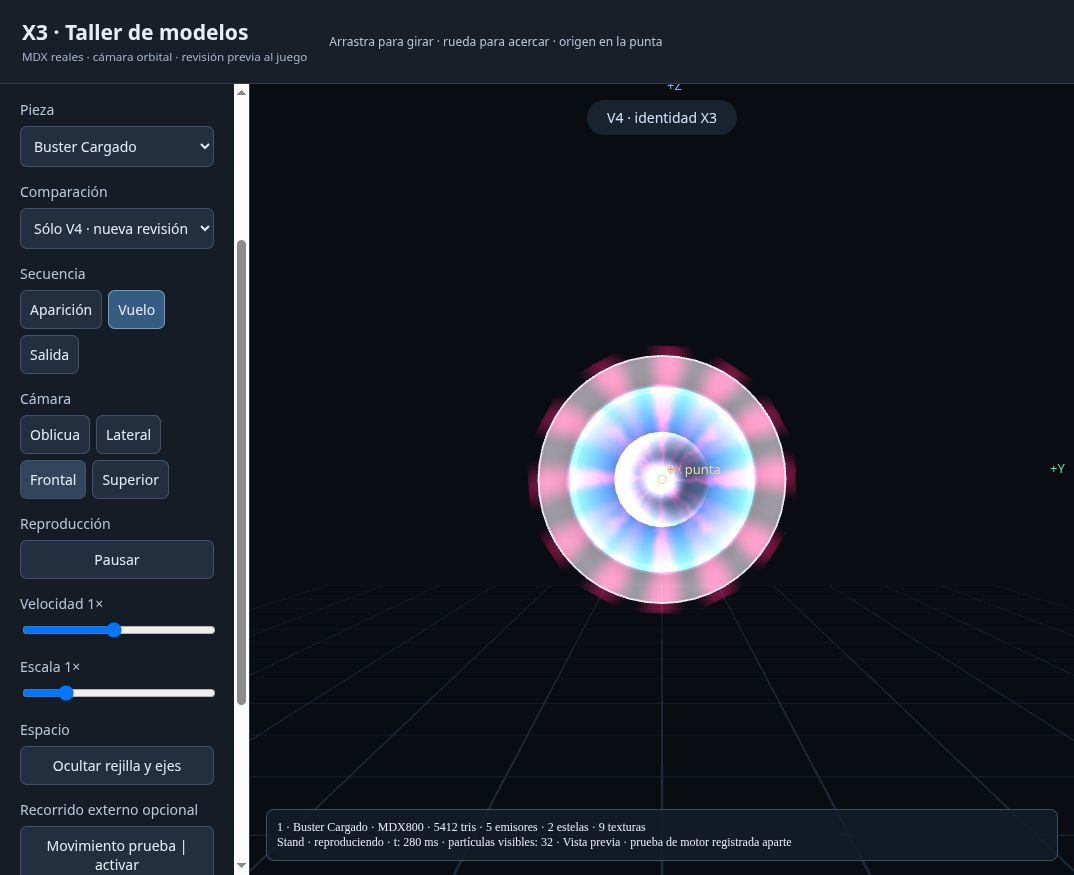 X3 · Taller de modelos
MDX reales · cámara orbital · revisión previa al juego
Arrastra para girar · rueda para acercar · origen en la punta
Pieza
Buster Cargado
Comparación
Sólo V4 · nueva revisión
Secuencia
Aparición
Vuelo
Salida
Cámara
Oblicua
Lateral
Frontal
Superior
Reproducción
Pausar
Velocidad 1×
Escala 1×
Espacio
Ocultar rejilla y ejes
Recorrido externo opcional
Movimiento prueba |
activar
+Z
V4 · identidad X3
punta
+Y
1 · Buster Cargado · MDX800 · 5412 tris · 5 emisores · 2 estelas · 9 texturas
Stand · reproduciendo · t: 280 ms · partículas visibles: 32 · Vista previa · prueba de motor registrada aparte